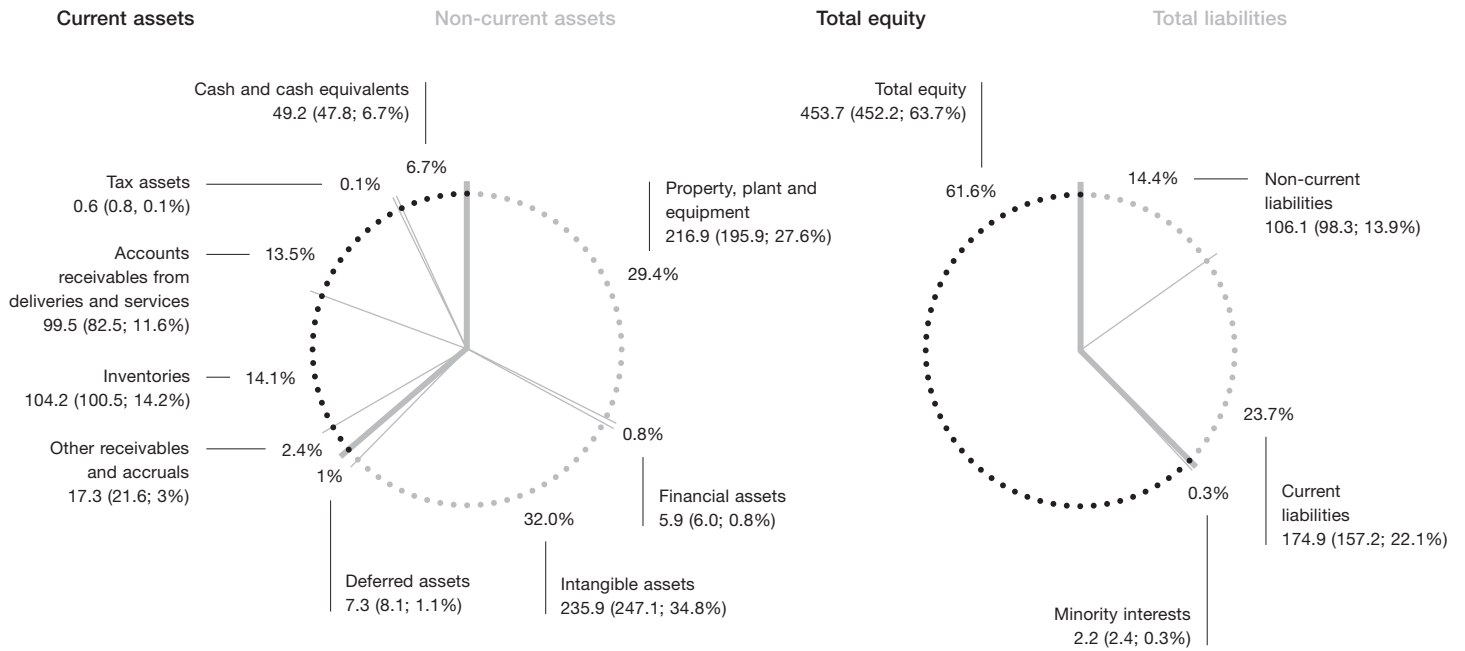 Current assets
Non-current assets
Total equity
Total liabilities
Cash and cash equivalents
49.2 (47.8; 6.7%)
6.7%
Tax assets
0.6 (0.8, 0.1%)
0.1%
Accounts
receivables from
deliveries and services
99.5 (82.5; 11.6%)
13.5%
Inventories
104.2 (100.5; 14.2%)
14.1%
Other receivables
and accruals
17.3 (21.6; 3%)
2.4%
1%
Deferred assets
7.3 (8.1; 1.1%)
Property, plant and
equipment
216.9 (195.9; 27.6%)
29.4%
0.8%
Financial assets
5.9 (6.0; 0.8%)
32.0%
Intangible assets
235.9 (247.1; 34.8%)
Total equity
453.7 (452.2; 63.7%)
61.6%
14.4%
Non-current
liabilities
106.1 (98.3; 13.9%)
23.7%
Current
liabilities
174.9 (157.2; 22.1%)
0.3%
Minority interests
2.2 (2.4; 0.3%)